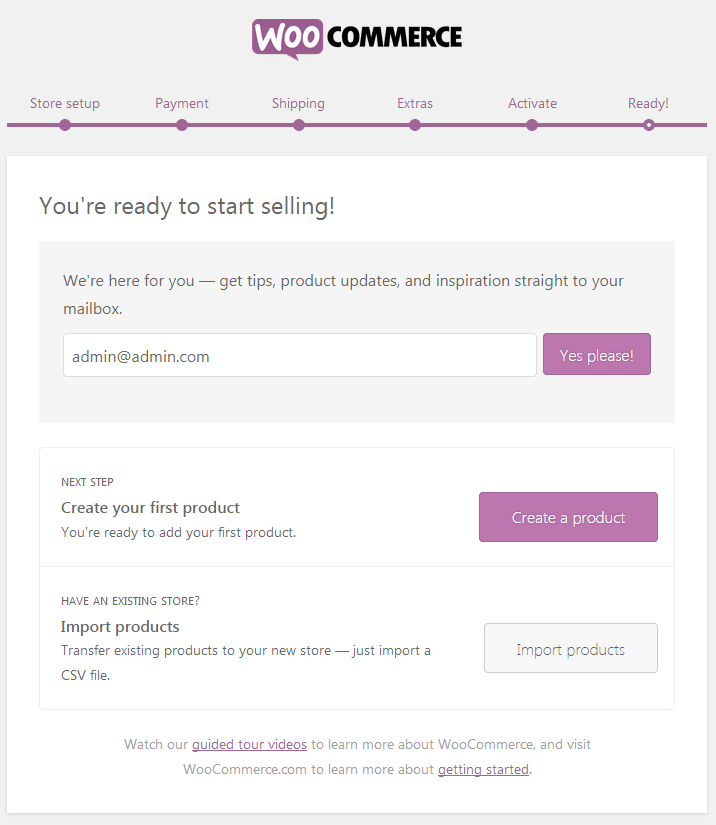 WOO COMMERCE
Store setup Payment Shipping Extras Activate Ready!
You're ready to start selling!
We're here for you — get tips, product updates, and inspiration straight to your
mailbox.
admin@admin.com Yes please!
NEXT STEP
Create your first product
You're ready to add your first product.
Create a product
HAVE AN EXISTING STORE?
Import products
Transfer existing products to your new store — just import a
CSV file.
Import products
Watch our guided tour videos to learn more about WooCommerce, and visit
WooCommerce.com to learn more about getting started.